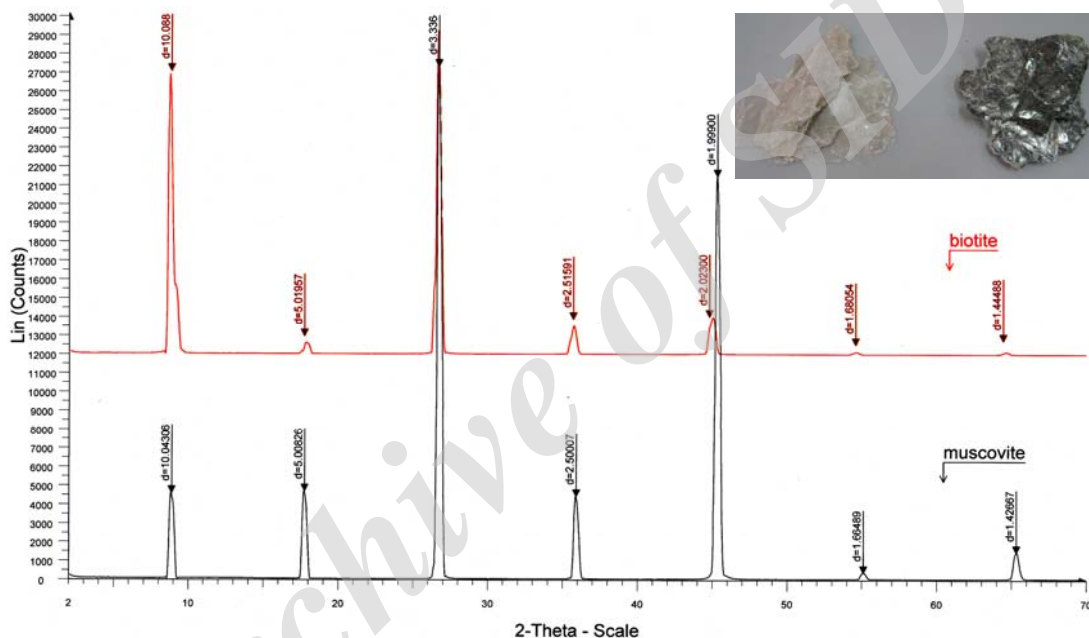 30000
29000
28000
27000
26000
25000
24000
23000
22000
21000
20000
19000
18000
17000
16000
15000
14000
13000
12000
11000
10000
9000
8000
7000
6000
5000
4000
3000
2000
1000
0
Lin (Counts)
d=10.088
d=5.01957
d=3.336
d=2.51591
d=2.02300
d=1.99900
d=1.68054
d=1.44488
biotite
d=10.04306
d=5.00826
d=2.50007
d=1.66489
d=1.42667
muscovite
2 10 20 30 40 50 60 70
2-Theta - Scale
Archive of SID